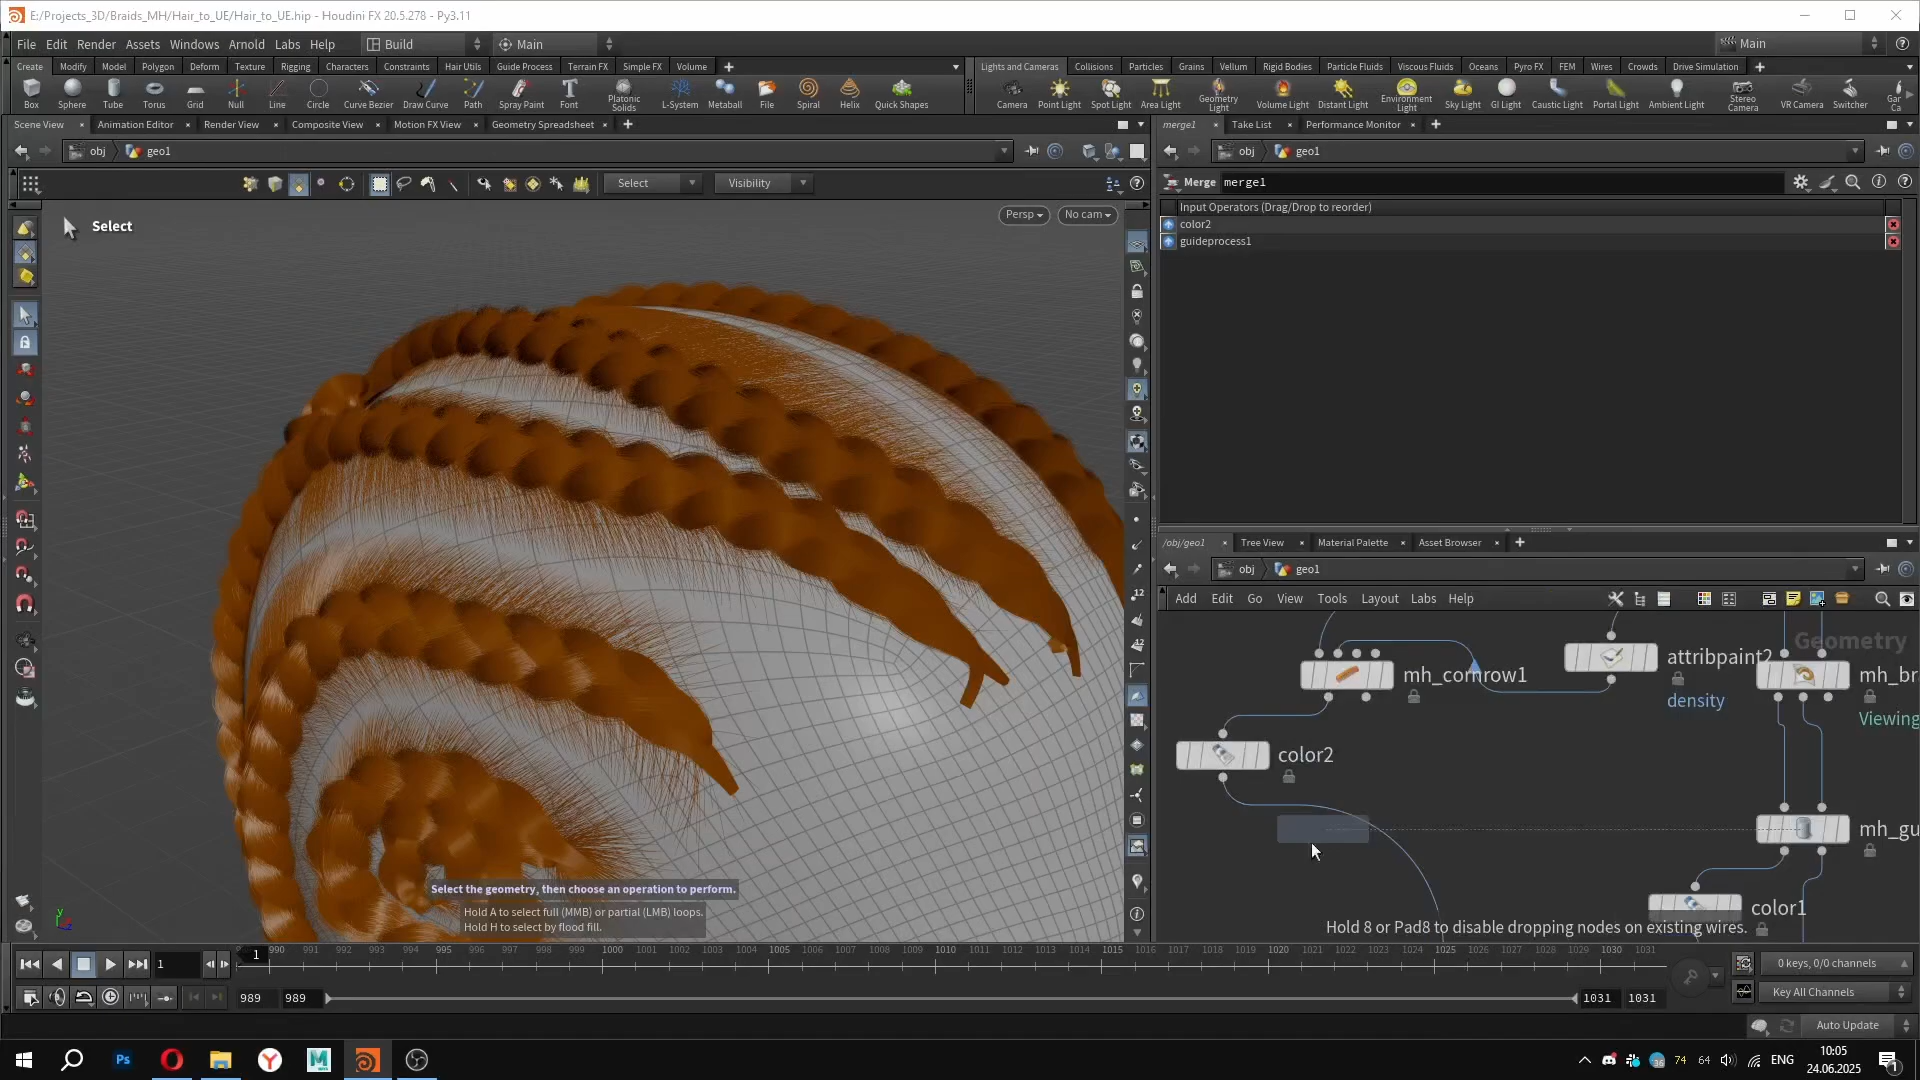 E:/Projects_3D/Braids_MH/Hair_to_UE/Hair_to_UE.hip - Houdini FX 20.5.278 - Py3.11
File Edit Render Assets Windows Arnold Labs Help Build Main Main
Create Modify Model Polygon Deform Texture Rigging Characters Constraints Hair Utils Guide Process Terrain FX Simple FX Volume
Lights and Cameras Collisions Particles Grains Vellum Rigid Bodies Particle Fluids Viscous Fluids Oceans Pyro FX FEM Wires Crowds Drive Simulation
Box Sphere Tube Torus Grid Null Line Circle Curve Bezier Draw Curve Path Spray Paint Font Platonic Solids L-System Metaball File Spiral Helix Quick Shapes
Camera Point Light Spot Light Area Light Geometry Light Volume Light Distant Light Environment Light Sky Light GI Light Caustic Light Portal Light Ambient Light Stereo Camera VR Camera Switcher Gar Ca
Scene View Animation Editor Render View Composite View Motion FX View Geometry Spreadsheet
merge1 Take List Performance Monitor
obj geo1
obj geo1
Select Visibility
Merge merge1
Input Operators (Drag/Drop to reorder)
color2
guideprocess1
Select
Persp No cam
12
12
/obj/geo1 Tree View Material Palette Asset Browser
obj geo1
Add Edit Go View Tools Layout Labs Help
Geometry
attribpaint2
density
mh_cornrow1
mh_br
Viewing
color2
mh_gu
color1
Hold 8 or Pad8 to disable dropping nodes on existing wires.
Select the geometry, then choose an operation to perform.
Hold A to select full (MMB) or partial (LMB) loops.
Hold H to select by flood fill.
1 1 990 991 992 993 994 995 996 997 998 999 1000 1001 1002 1003 1004 1005 1006 1007 1008 1009 1010 1011 1012 1013 1014 1015 1016 1017 1018 1019 1020 1021 1022 1023 1024 1025 1026 1027 1028 1029 1030 1031
0 keys, 0/0 channels
989 989 1031 1031
Key All Channels
Auto Update
Ps 36 74 64 ENG
10:05
24.06.2025
1